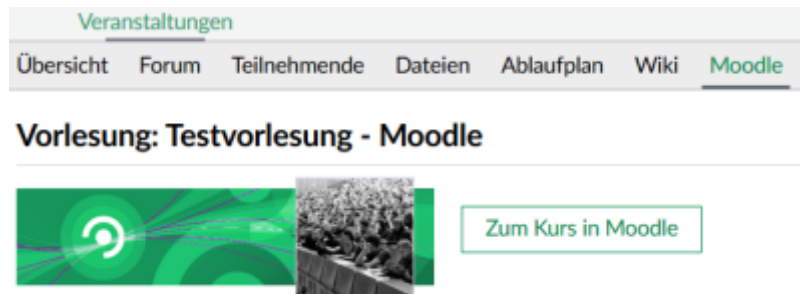 Veranstaltungen
Übersicht Forum Teilnehmende Dateien Ablaufplan Wiki Moodle
Vorlesung: Testvorlesung - Moodle
Zum Kurs in Moodle